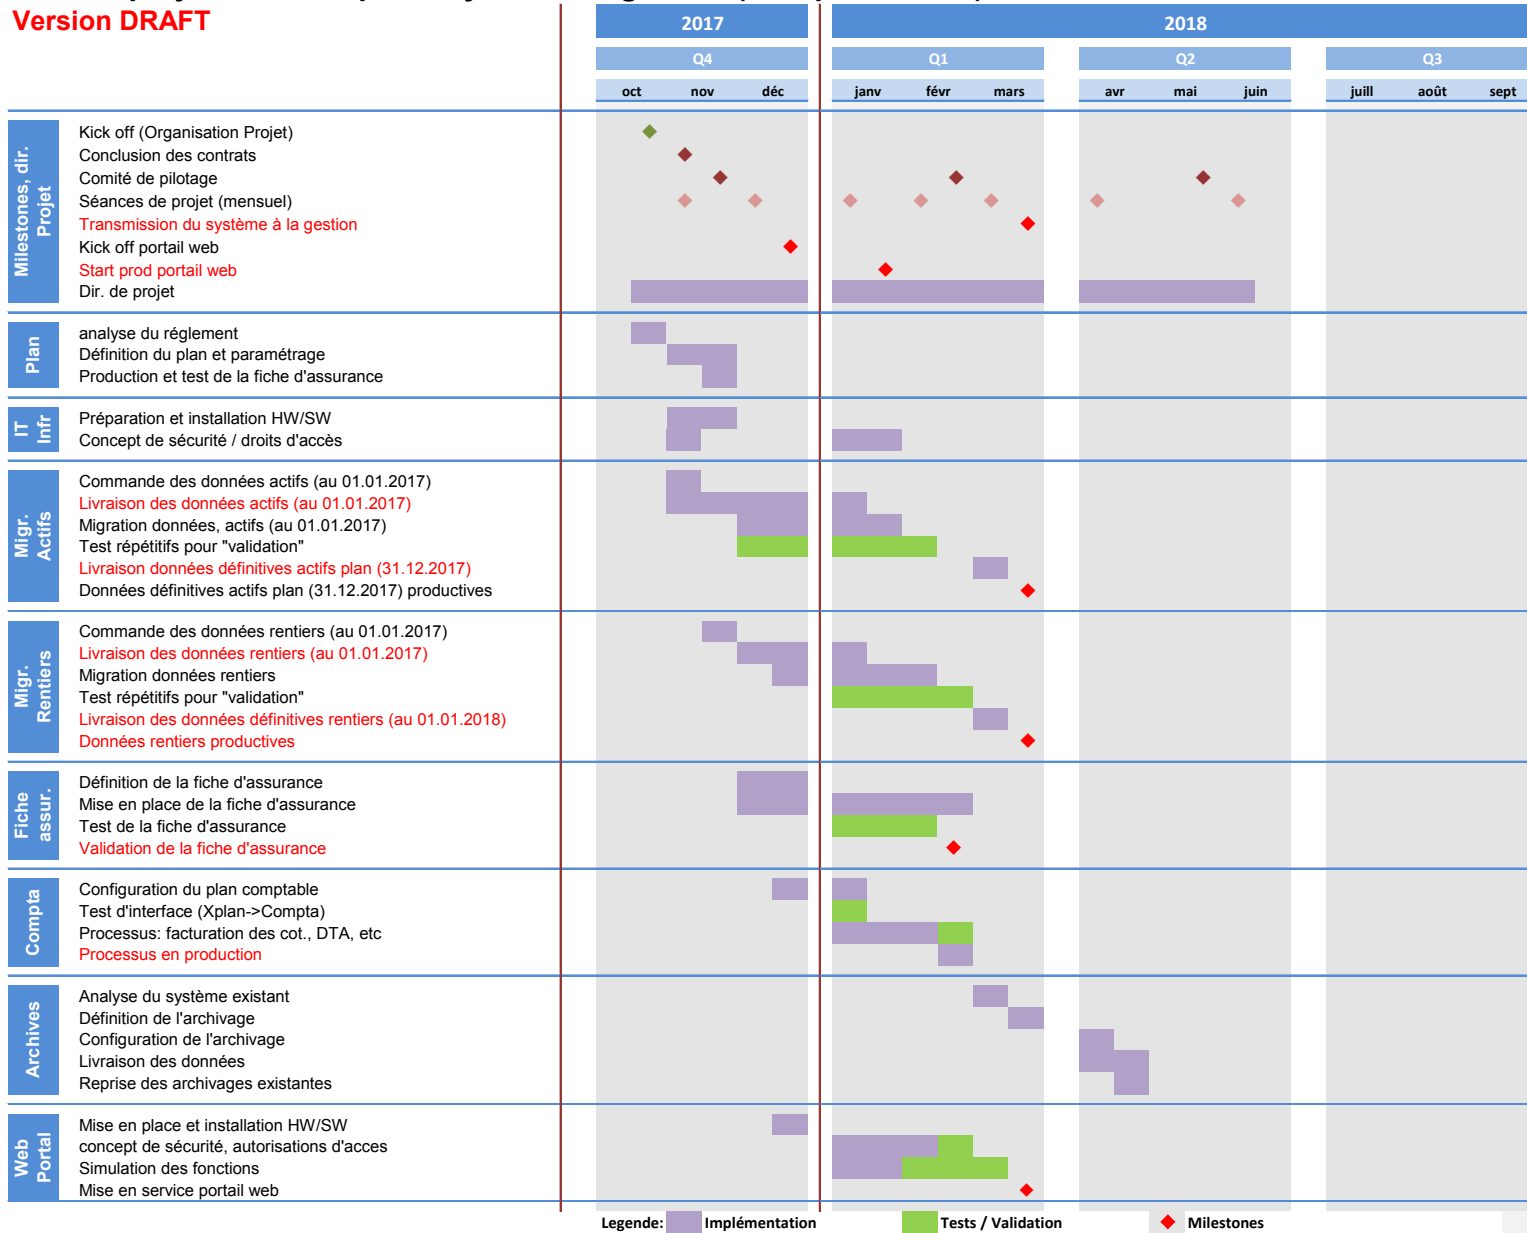 Version DRAFT
2017
2018
Q4
Q1
Q2
Q3
oct nov déc janv févr mars avr mai juin juill août sept
Milestones, dir. Projet
Kick off (Organisation Projet)
Conclusion des contrats
Comité de pilotage
Séances de projet (mensuel)
Transmission du système à la gestion
Kick off portail web
Start prod portail web
Dir. de projet
Plan
analyse du réglement
Définition du plan et paramétrage
Production et test de la fiche d'assurance
IT Infr
Préparation et installation HW/SW
Concept de sécurité / droits d'accès
Migr. Actifs
Commande des données actifs (au 01.01.2017)
Livraison des données actifs (au 01.01.2017)
Migration données, actifs (au 01.01.2017)
Test répétitifs pour "validation"
Livraison données définitives actifs plan (31.12.2017)
Données définitives actifs plan (31.12.2017) productives
Migr. Rentiers
Commande des données rentiers (au 01.01.2017)
Livraison des données rentiers (au 01.01.2017)
Migration données rentiers
Test répétitifs pour "validation"
Livraison des données définitives rentiers (au 01.01.2018)
Données rentiers productives
Fiche assur.
Définition de la fiche d'assurance
Mise en place de la fiche d'assurance
Test de la fiche d'assurance
Validation de la fiche d'assurance
Compta
Configuration du plan comptable
Test d'interface (Xplan->Compta)
Processus: facturation des cot., DTA, etc
Processus en production
Archives
Analyse du système existant
Définition de l'archivage
Configuration de l'archivage
Livraison des données
Reprise des archivages existantes
Web Portal
Mise en place et installation HW/SW
concept de sécurité, autorisations d'acces
Simulation des fonctions
Mise en service portail web
Legende: Implémentation Tests / Validation Milestones